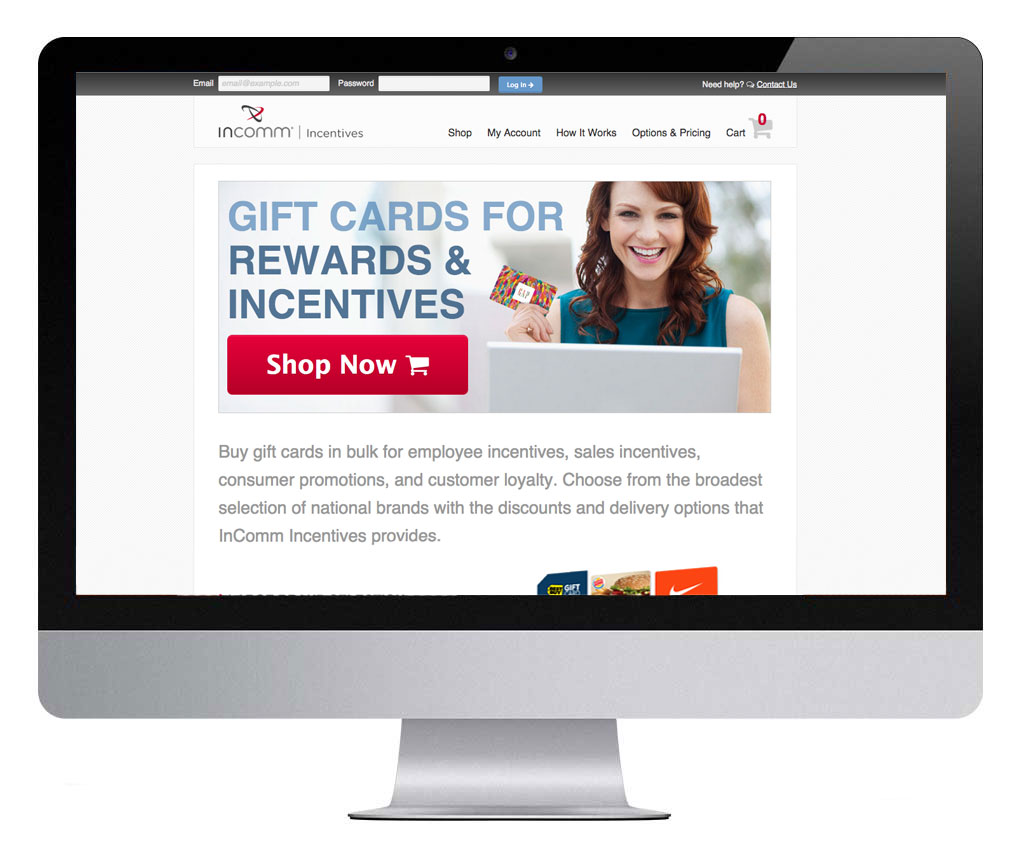 Email email@example.com Password Log In Need help? Contact Us
incomm® | Incentives
Shop My Account How It Works Options & Pricing Cart 0
GIFT CARDS FOR
REWARDS &
INCENTIVES
GAP
Shop Now
Buy gift cards in bulk for employee incentives, sales incentives,
consumer promotions, and customer loyalty. Choose from the broadest
selection of national brands with the discounts and delivery options that
InComm Incentives provides.
BEST BUY GIFT